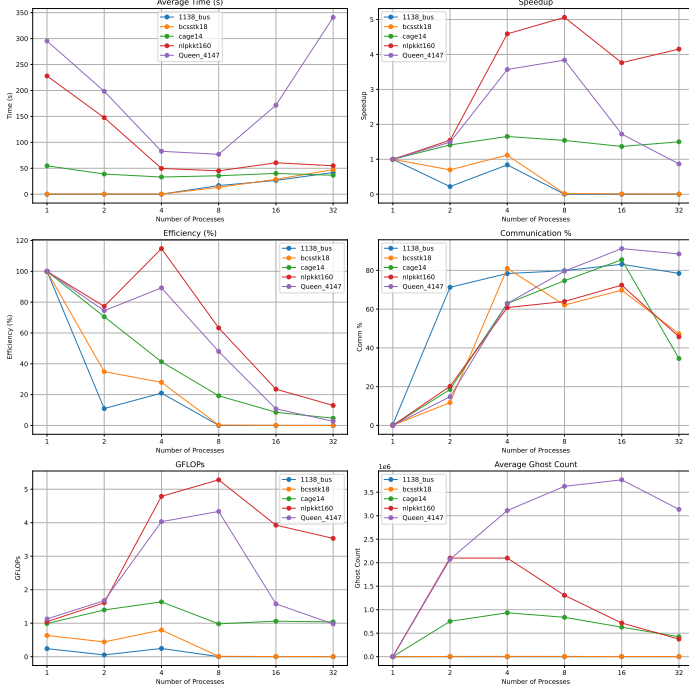 Average Time (s)
350
300
250
200
150
100
50
0
Time (s)
1138_bus
bcsstk18
cage14
nlpkkt160
Queen_4147
1 2 4 8 16 32
Number of Processes
Speedup
5
4
3
2
1
0
Speedup
1138_bus
bcsstk18
cage14
nlpkkt160
Queen_4147
1 2 4 8 16 32
Number of Processes
Efficiency (%)
120
100
80
60
40
20
0
Efficiency (%)
1138_bus
bcsstk18
cage14
nlpkkt160
Queen_4147
1 2 4 8 16 32
Number of Processes
Communication %
80
60
40
20
0
Comm %
1138_bus
bcsstk18
cage14
nlpkkt160
Queen_4147
1 2 4 8 16 32
Number of Processes
GFLOPs
5
4
3
2
1
0
GFLOPs
1138_bus
bcsstk18
cage14
nlpkkt160
Queen_4147
1 2 4 8 16 32
Number of Processes
Average Ghost Count
1e6
3.5
3.0
2.5
2.0
1.5
1.0
0.5
0.0
Ghost Count
1138_bus
bcsstk18
cage14
nlpkkt160
Queen_4147
1 2 4 8 16 32
Number of Processes